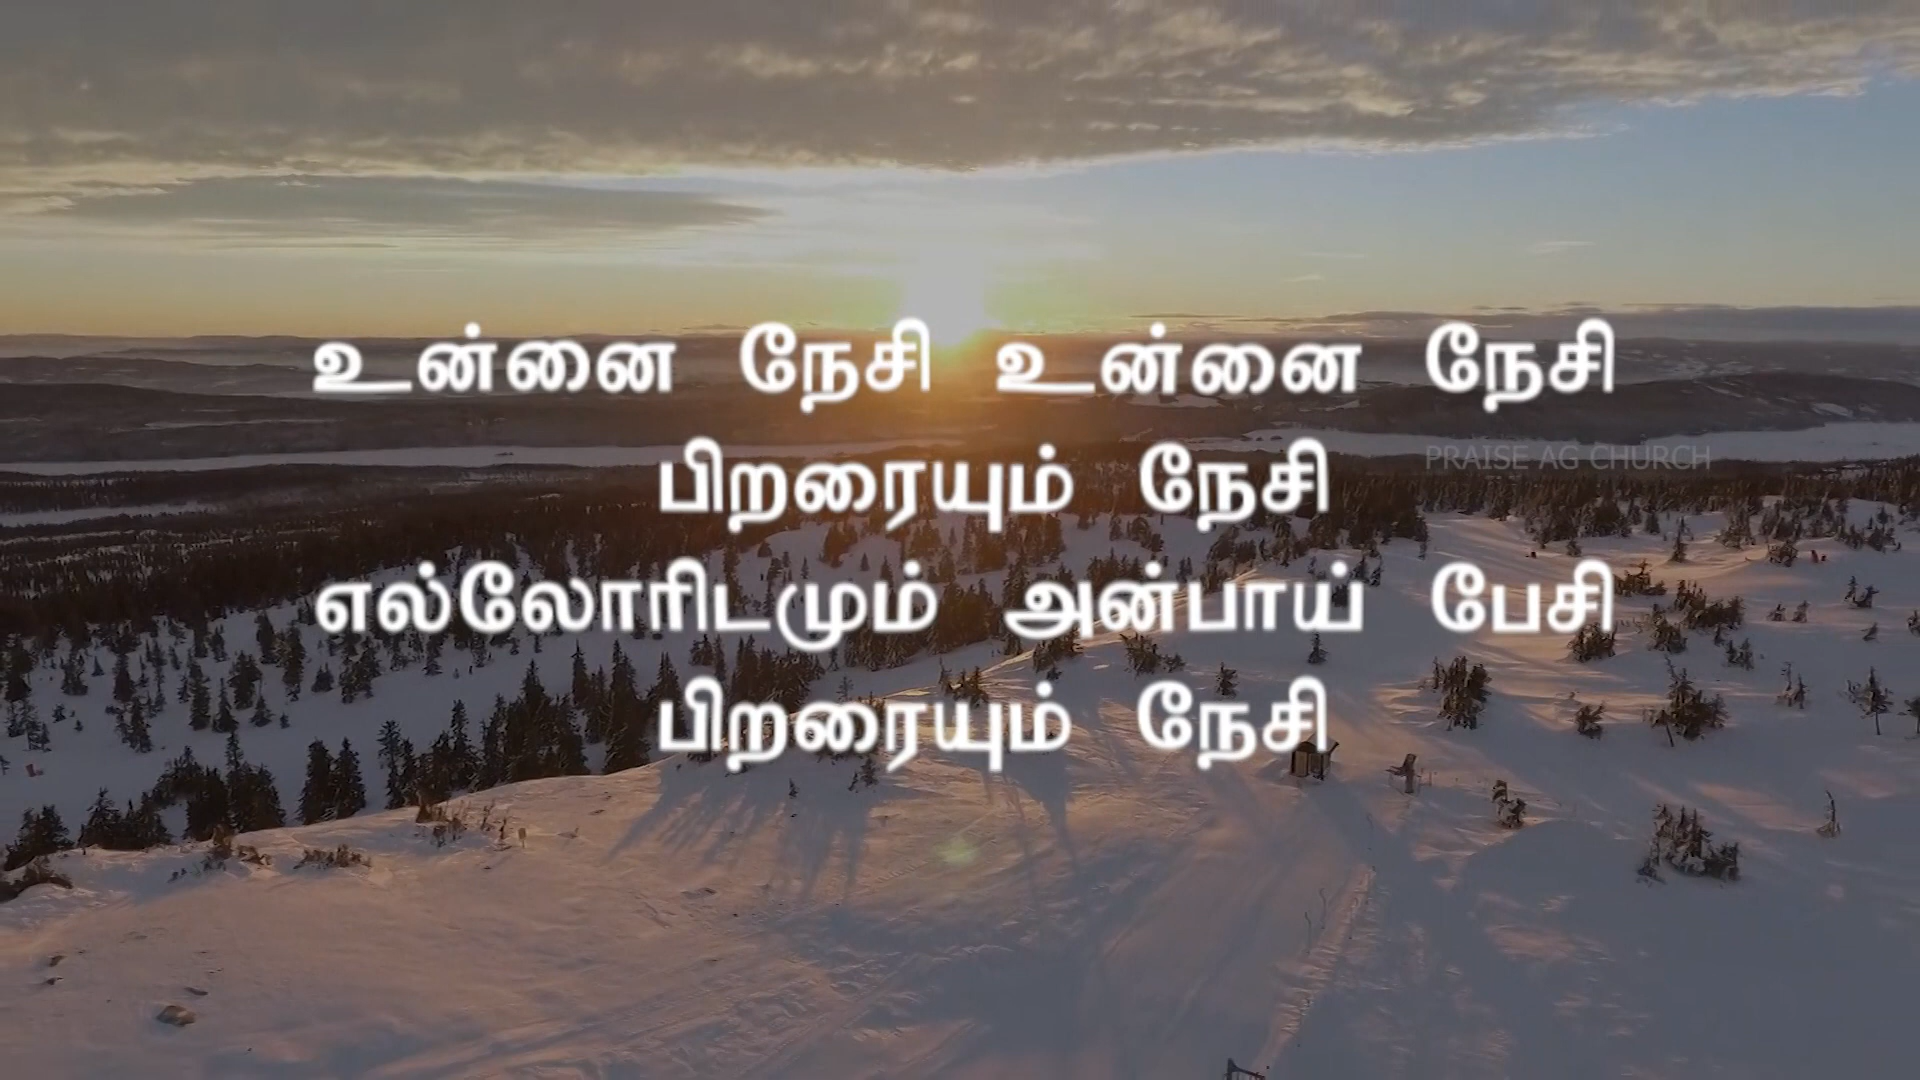 உன்னை நேசி உன்னை நேசி
பிறரையும் நேசி
PRAISE AG CHURCH
எல்லோரிடமும் அன்பாய் பேசி
பிறரையும் நேசி